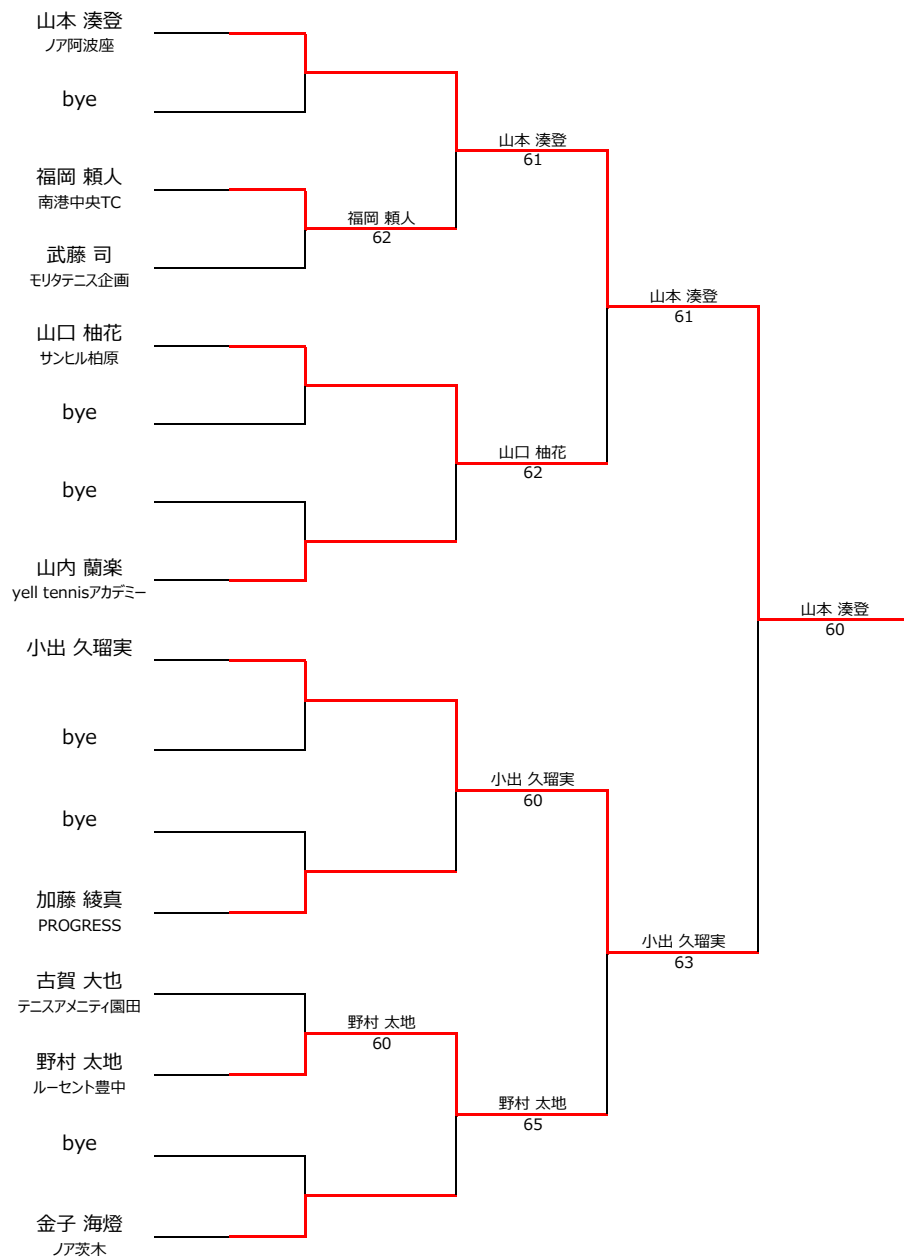 山本 湊登
ノア阿波座
bye
福岡 頼人
南港中央TC
武藤 司
モリタテニス企画
山口 柚花
サンヒル柏原
bye
bye
山内 蘭楽
yell tennisアカデミー
小出 久瑠実
bye
bye
加藤 綾真
PROGRESS
古賀 大也
テニスアメニティ園田
野村 太地
ルーセント豊中
bye
金子 海燈
ノア茨木
福岡 頼人
62
野村 太地
60
山本 湊登
61
山口 柚花
62
小出 久瑠実
60
野村 太地
65
山本 湊登
61
小出 久瑠実
63
山本 湊登
60